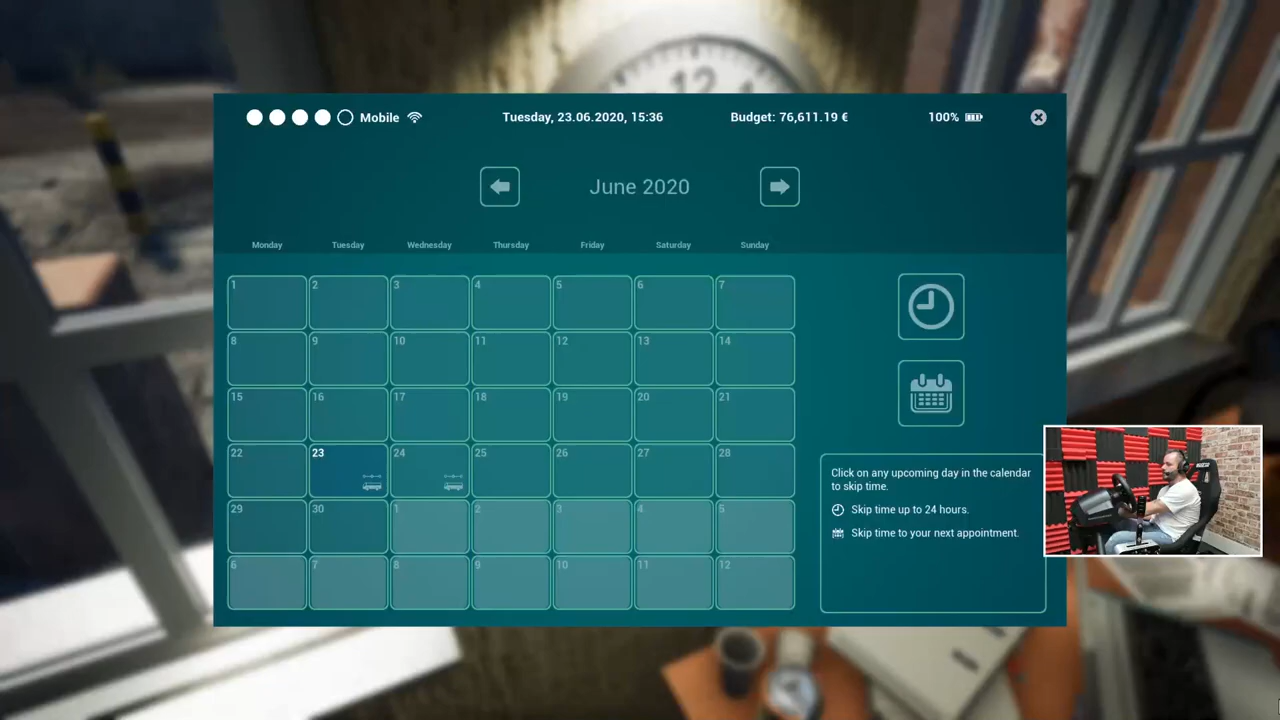 Mobile Tuesday, 23.06.2020, 15:36 Budget: 76,611.19 € 100%
June 2020
Monday Tuesday Wednesday Thursday Friday Saturday Sunday
1 2 3 4 5 6 7
8 9 10 11 12 13 14
15 16 17 18 19 20 21
22 23 24 25 26 27 28
29 30 1 2 3 4 5
6 7 8 9 10 11 12
Click on any upcoming day in the calendar
to skip time.
Skip time up to 24 hours.
Skip time to your next appointment.
12